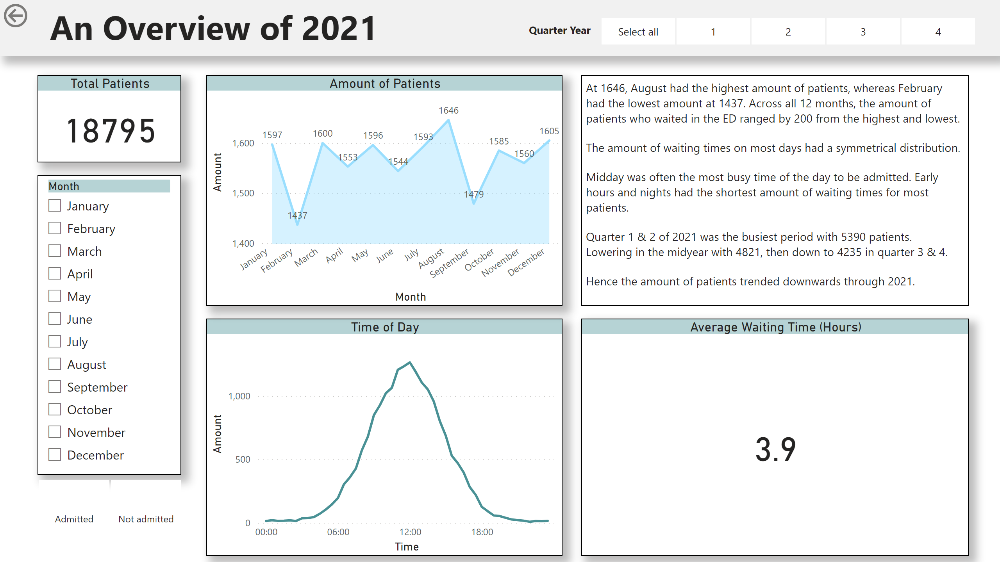 An Overview of 2021
Quarter Year
Select all
1
2
3
4
Total Patients
18795
Month
January
February
March
April
May
June
July
August
September
October
November
December
Admitted
Not admitted
Amount of Patients
Amount
1,600
1,500
1,400
1597
1437
1600
1553
1596
1544
1593
1646
1479
1585
1560
1605
January
February
March
April
May
June
July
August
September
October
November
December
Month
At 1646, August had the highest amount of patients, whereas February
had the lowest amount at 1437. Across all 12 months, the amount of
patients who waited in the ED ranged by 200 from the highest and lowest.
The amount of waiting times on most days had a symmetrical distribution.
Midday was often the most busy time of the day to be admitted. Early
hours and nights had the shortest amount of waiting times for most
patients.
Quarter 1 & 2 of 2021 was the busiest period with 5390 patients.
Lowering in the midyear with 4821, then down to 4235 in quarter 3 & 4.
Hence the amount of patients trended downwards through 2021.
Time of Day
Amount
1,000
500
0
00:00
06:00
12:00
18:00
Time
Average Waiting Time (Hours)
3.9